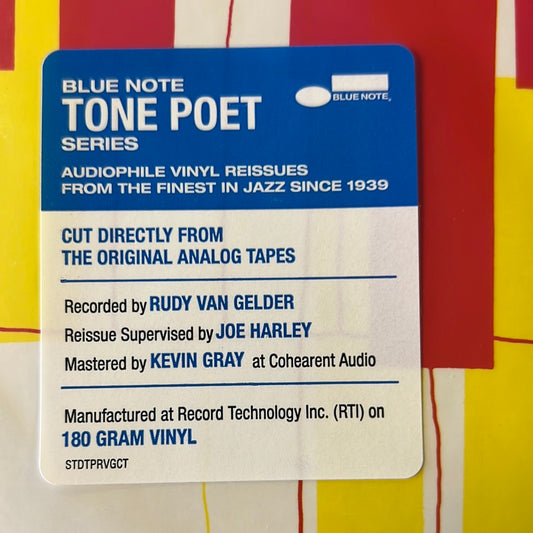 BLUE NOTE
TONE POET
SERIES
BLUE NOTE®
AUDIOPHILE VINYL REISSUES
FROM THE FINEST IN JAZZ SINCE 1939
CUT DIRECTLY FROM
THE ORIGINAL ANALOG TAPES
Recorded by RUDY VAN GELDER
Reissue Supervised by JOE HARLEY
Mastered by KEVIN GRAY at Cohearent Audio
Manufactured at Record Technology Inc. (RTI) on
180 GRAM VINYL
STDTPRVGCT